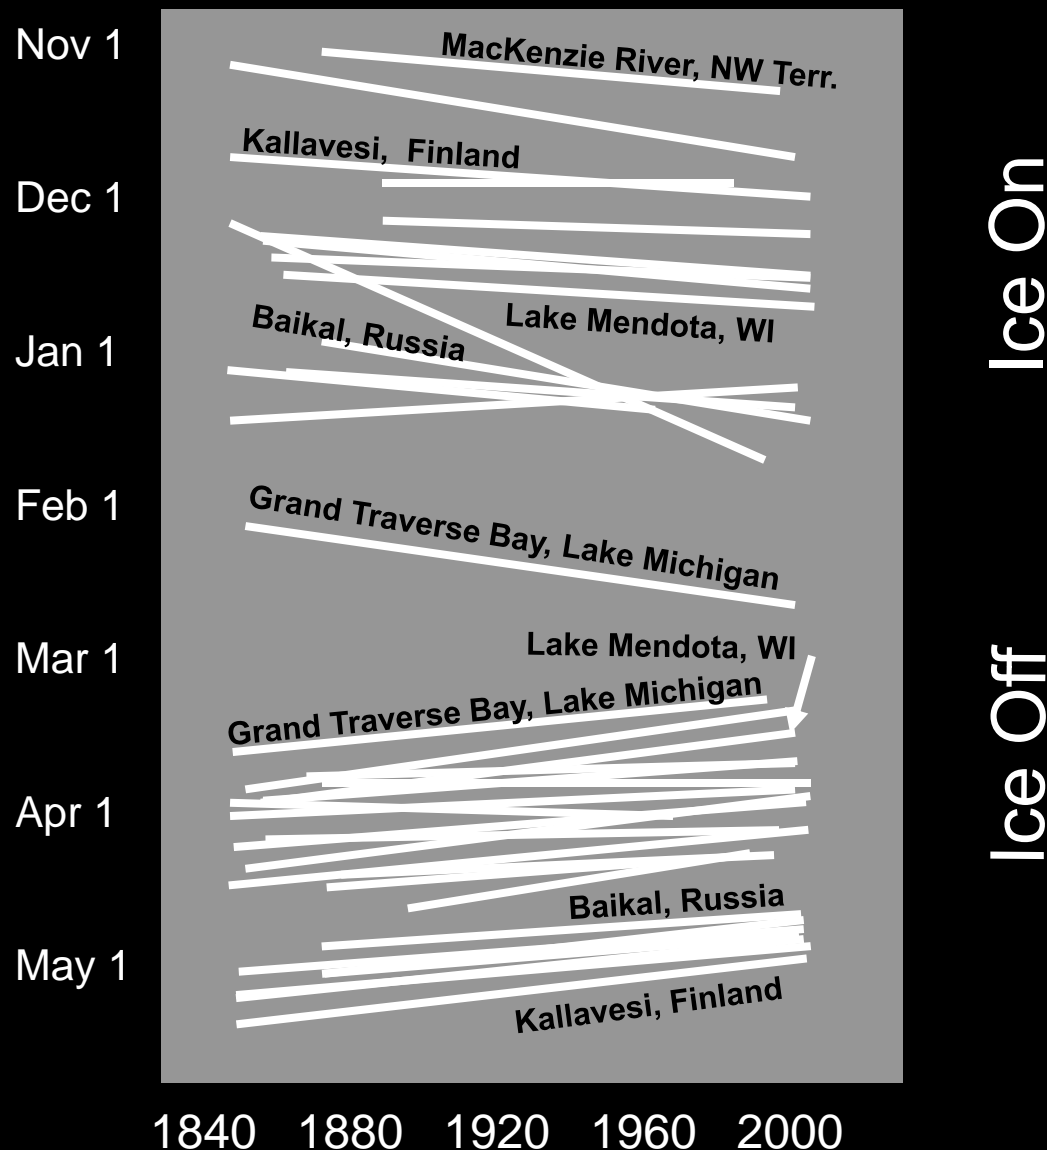 Nov 1
MacKenzie River, NW Terr.
Kallavesi, Finland
Dec 1
Ice On
Lake Mendota, WI
Baikal, Russia
Jan 1
Feb 1
Grand Traverse Bay, Lake Michigan
Mar 1
Lake Mendota, WI
Grand Traverse Bay, Lake Michigan
Ice Off
Apr 1
Baikal, Russia
May 1
Kallavesi, Finland
1840 1880 1920 1960 2000